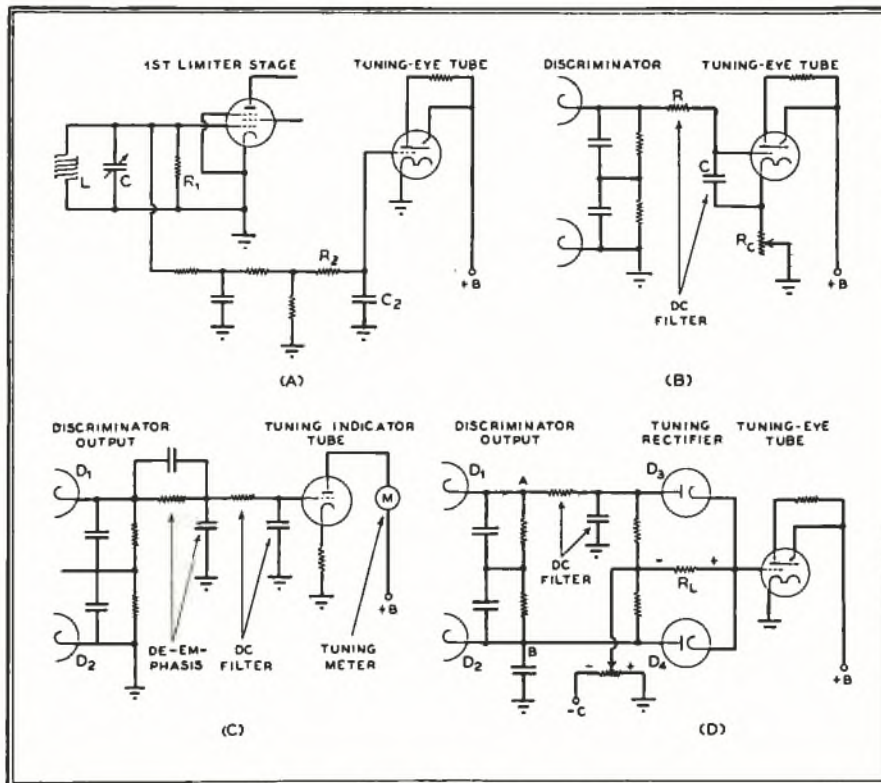 1ST LIMITER STAGE
TUNING-EYE TUBE
L
C
R1
R2
C2
+B
(A)
DISCRIMINATOR
TUNING-EYE TUBE
R
C
RC
DC
FILTER
+B
(B)
DISCRIMINATOR
OUTPUT
TUNING INDICATOR
TUBE
D1
M
+B
D2
DE-EM-
PHASIS
DC
FILTER
TUNING
METER
(C)
DISCRIMINATOR
OUTPUT
TUNING
RECTIFIER
TUNING-EYE
TUBE
D1
A
D3
DC
FILTER
- +
RL
D2
B
D4
- +
-C
+B
(D)